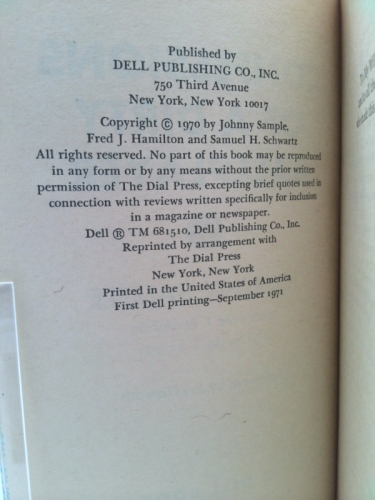 Published by
DELL PUBLISHING CO., INC.
750 Third Avenue
New York, New York 10017
Copyright © 1970 by Johnny Sample,
Fred J. Hamilton and Samuel H. Schwartz
All rights reserved. No part of this book may be reproduced
in any form or by any means without the prior written
permission of The Dial Press, excepting brief quotes used in
connection with reviews written specifically for inclusion
in a magazine or newspaper.
Dell ® TM 681510, Dell Publishing Co., Inc.
Reprinted by arrangement with
The Dial Press
New York, New York
Printed in the United States of America
First Dell printing—September 1971